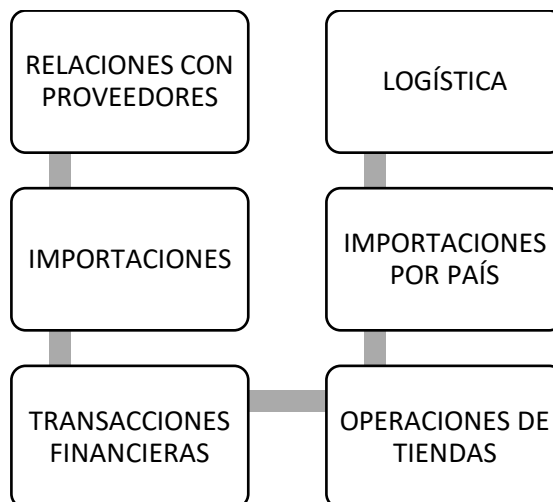 RELACIONES CON
PROVEEDORES
LOGÍSTICA
IMPORTACIONES
IMPORTACIONES
POR PAÍS
TRANSACCIONES
FINANCIERAS
OPERACIONES DE
TIENDAS